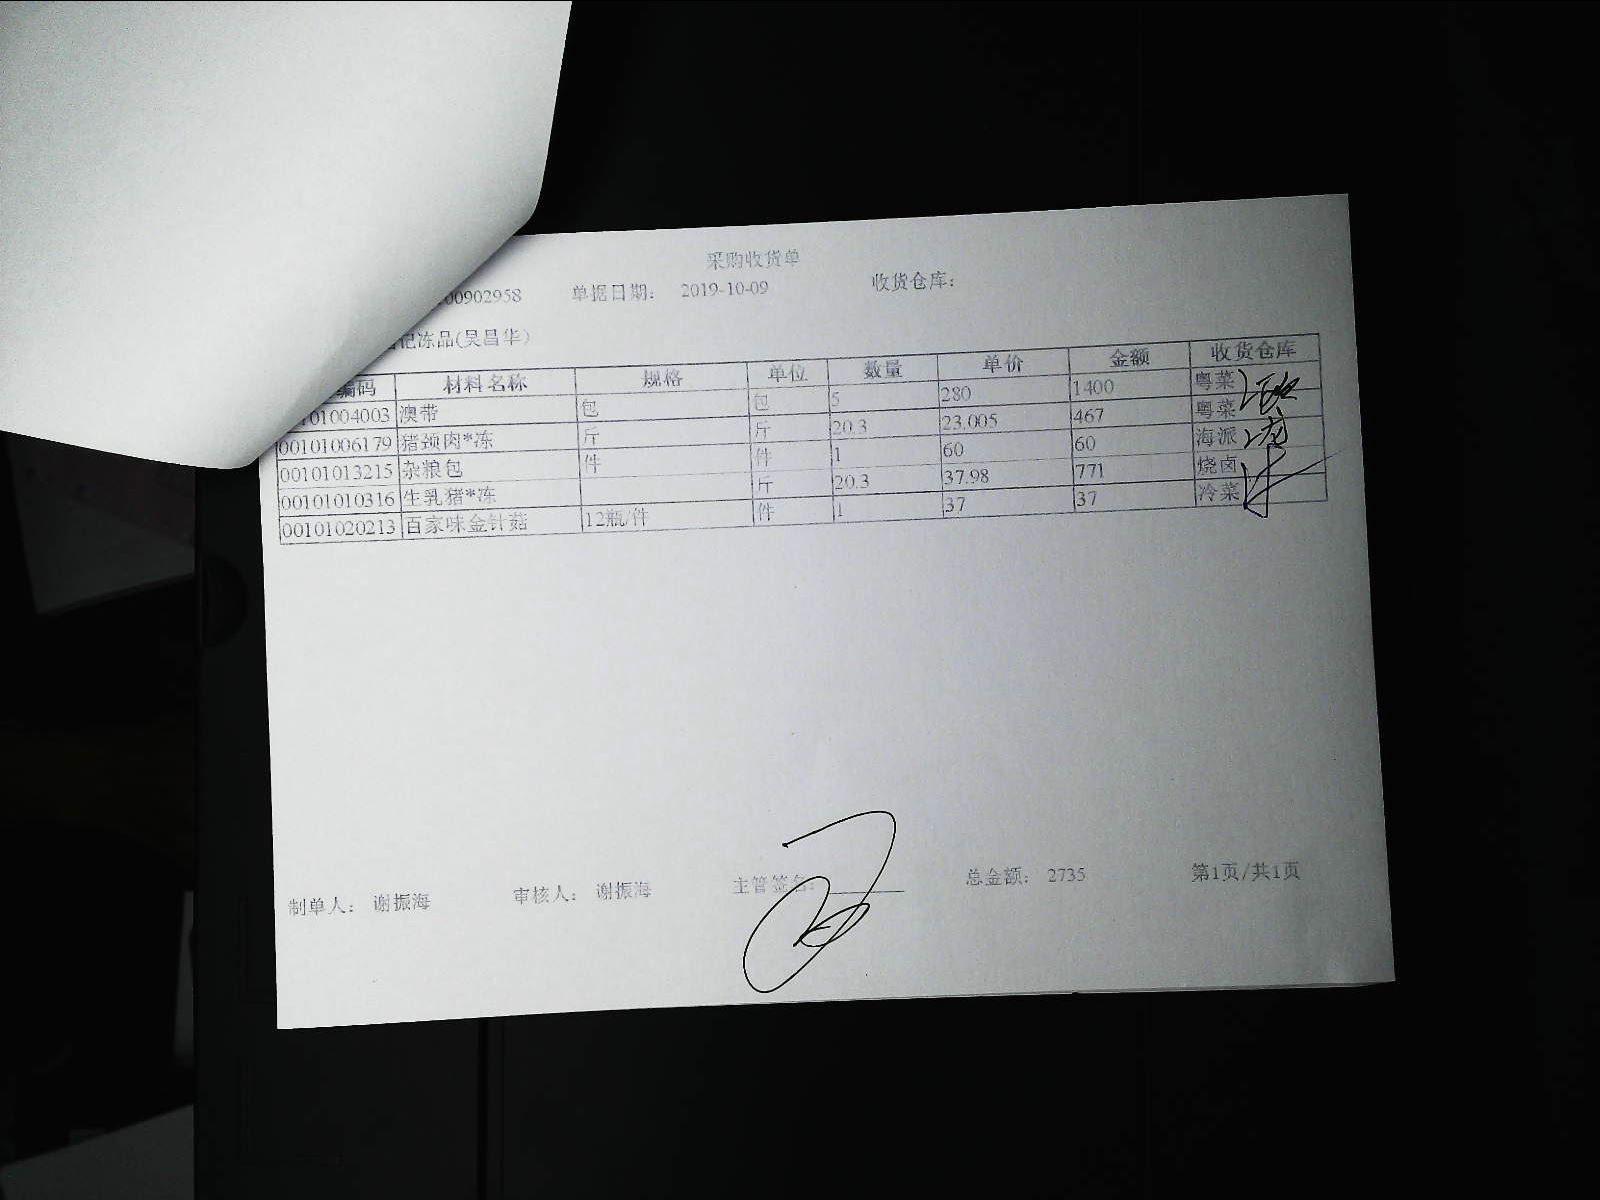 采购收货单
00902958 单据日期： 2019-10-09 收货仓库：
记冻品(吴昌华)
编码 材料名称 规格 单位 数量 单价 金额 收货仓库
01004003 澳带 包 包 5 280 1400 粤菜
00101006179 猪颈肉*冻 斤 斤 20.3 23.005 467 粤菜
00101013215 杂粮包 件 件 1 60 60 海派
00101010316 生乳猪*冻 斤 20.3 37.98 771 烧卤
00101020213 百家味金针菇 12瓶/件 件 1 37 37 冷菜
制单人： 谢振海 审核人： 谢振海 主管签名： 总金额： 2735 第1页/共1页